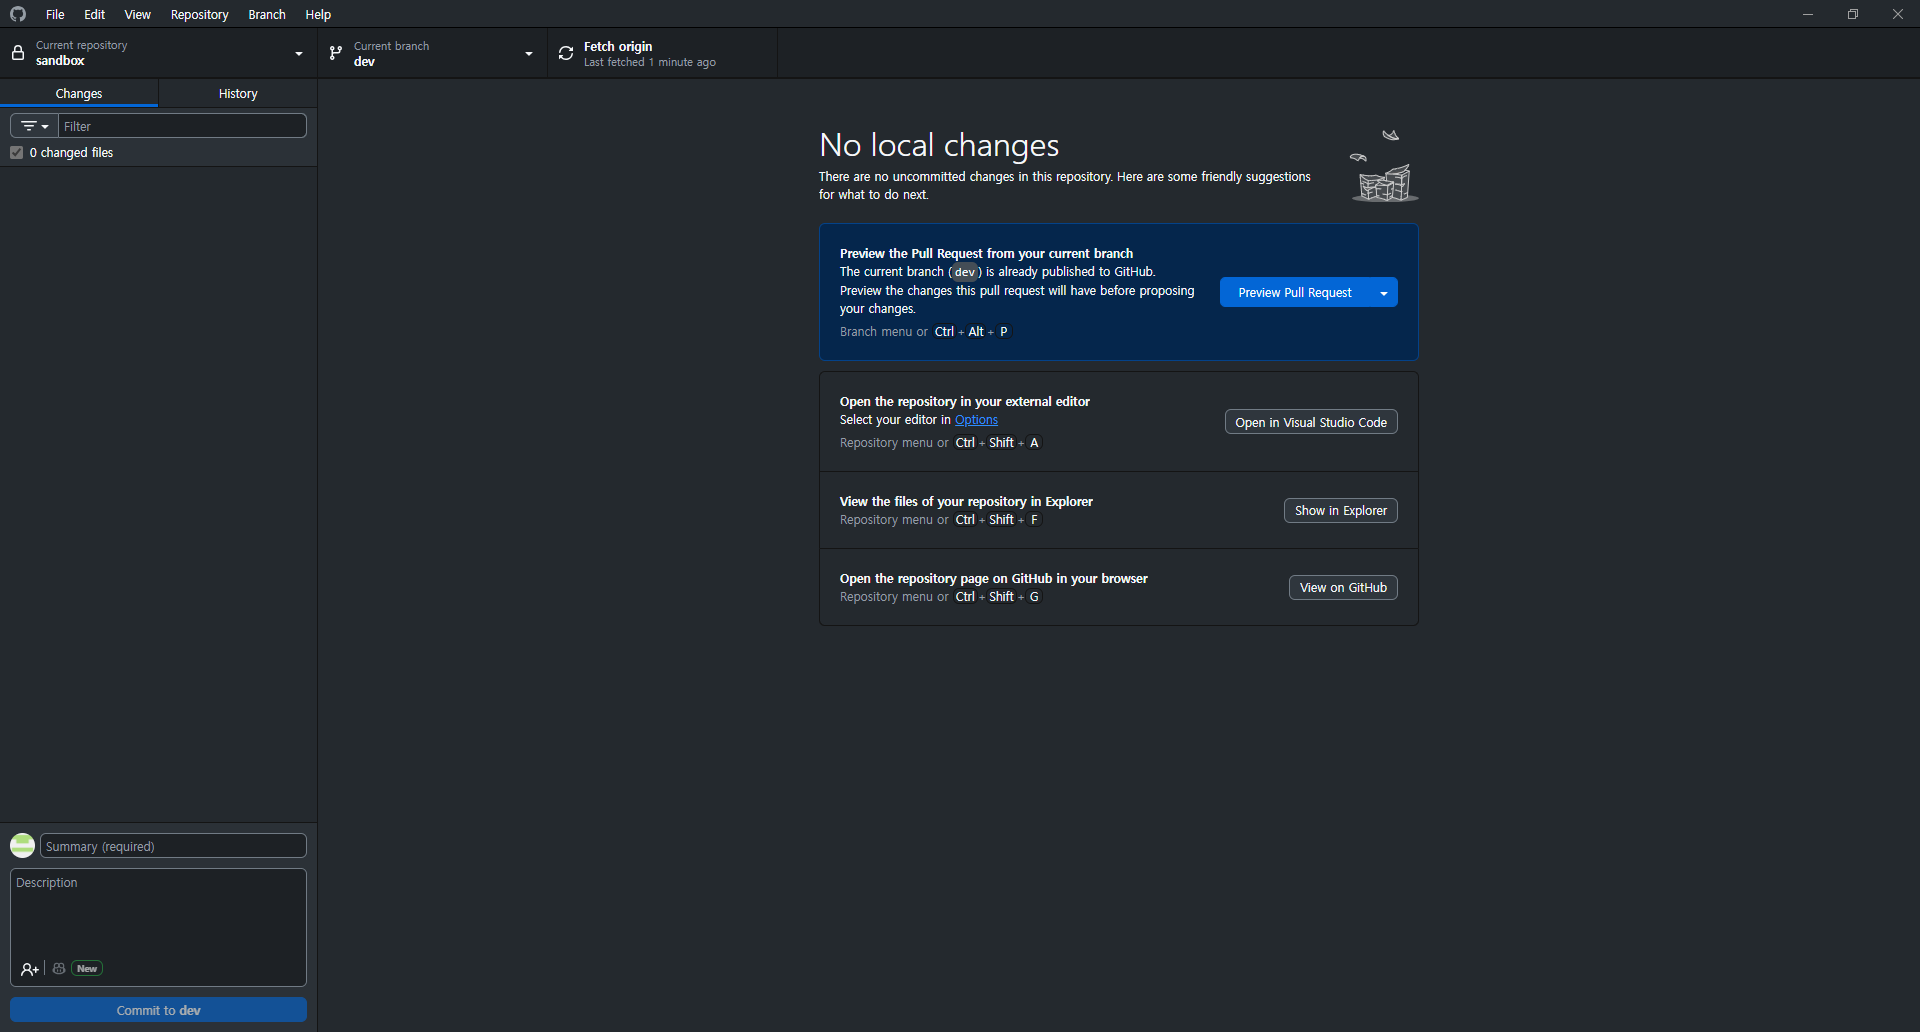 File Edit View Repository Branch Help
Current repository
sandbox
Current branch
dev
Fetch origin
Last fetched 1 minute ago
Changes
History
Filter
0 changed files
No local changes
There are no uncommitted changes in this repository. Here are some friendly suggestions
for what to do next.
Preview the Pull Request from your current branch
The current branch (dev) is already published to GitHub.
Preview the changes this pull request will have before proposing
your changes.
Branch menu or Ctrl + Alt + P
Preview Pull Request
Open the repository in your external editor
Select your editor in Options
Repository menu or Ctrl + Shift + A
Open in Visual Studio Code
View the files of your repository in Explorer
Repository menu or Ctrl + Shift + F
Show in Explorer
Open the repository page on GitHub in your browser
Repository menu or Ctrl + Shift + G
View on GitHub
Summary (required)
Description
New
Commit to dev